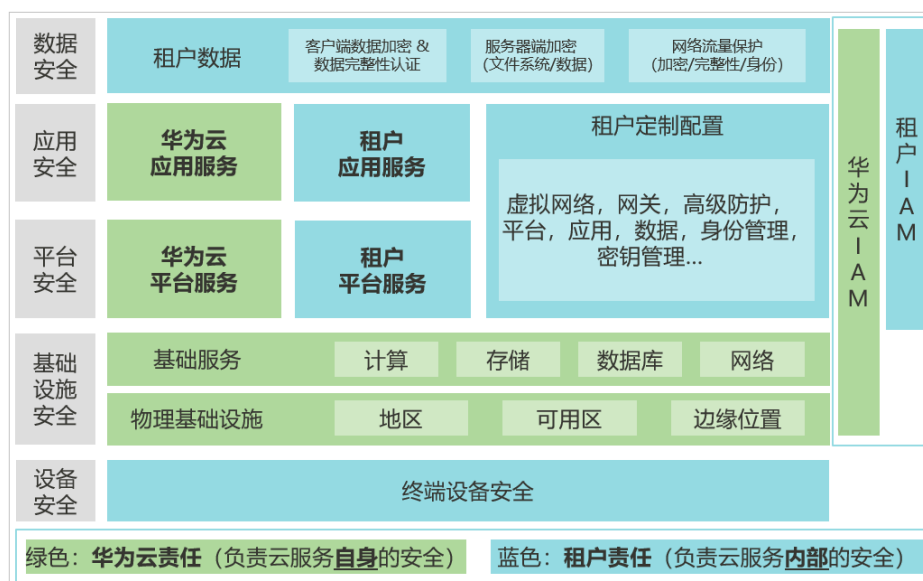 数据
安全
租户数据
客户端数据加密 &
数据完整性认证
服务器端加密
(文件系统/数据)
网络流量保护
(加密/完整性/身份)
应用
安全
华为云
应用服务
租户
应用服务
租户定制配置
虚拟网络，网关，高级防护，
平台，应用，数据，身份管理，
密钥管理...
平台
安全
华为云
平台服务
租户
平台服务
基础
设施
安全
基础服务
计算
存储
数据库
网络
物理基础设施
地区
可用区
边缘位置
设备
安全
终端设备安全
华
为
云
I
A
M
租
户
I
A
M
绿色：华为云责任（负责云服务自身的安全）
蓝色：租户责任（负责云服务内部的安全）